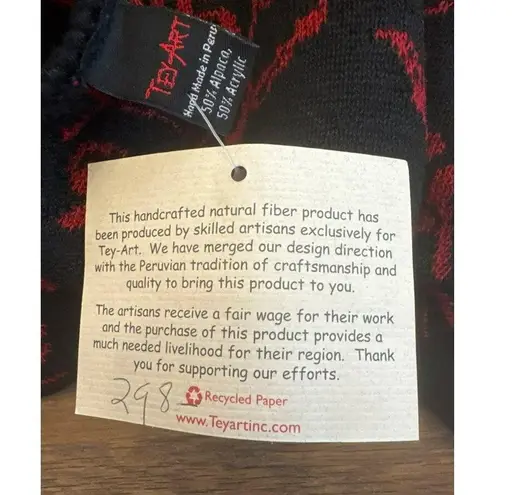 TEY-ART
Hand Made in Peru
50% Alpaca,
50% Acrylic
This handcrafted natural fiber product has
been produced by skilled artisans exclusively for
Tey-Art. We have merged our design direction
with the Peruvian tradition of craftsmanship and
quality to bring this product to you.
The artisans receive a fair wage for their work
and the purchase of this product provides a
much needed livelihood for their region. Thank
you for supporting our efforts.
298
Recycled Paper
www.Teyartinc.com